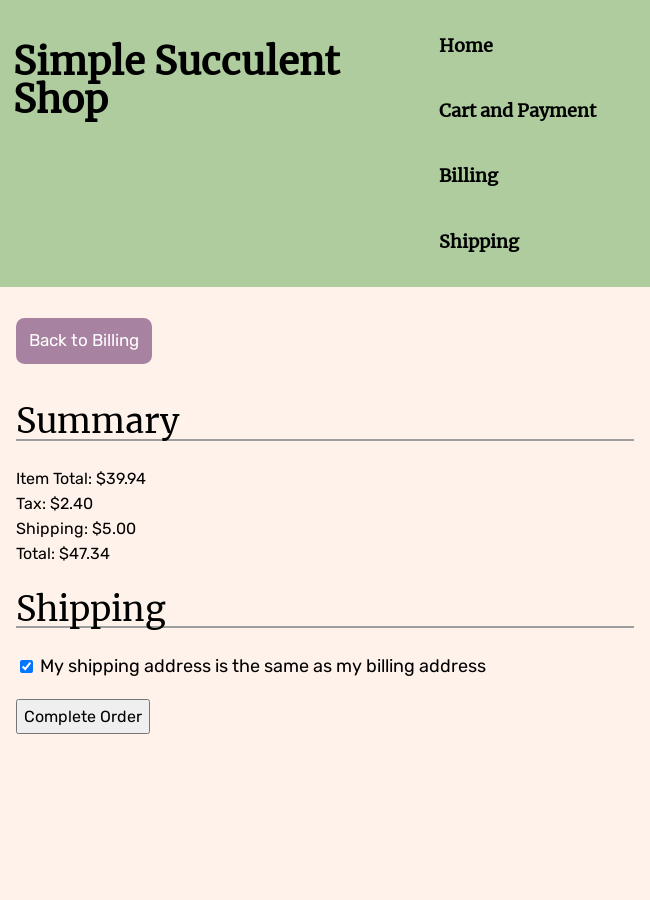 Simple Succulent
Shop
Home
Cart and Payment
Billing
Shipping
Back to Billing
Summary
Item Total: $39.94
Tax: $2.40
Shipping: $5.00
Total: $47.34
Shipping
My shipping address is the same as my billing address
Complete Order